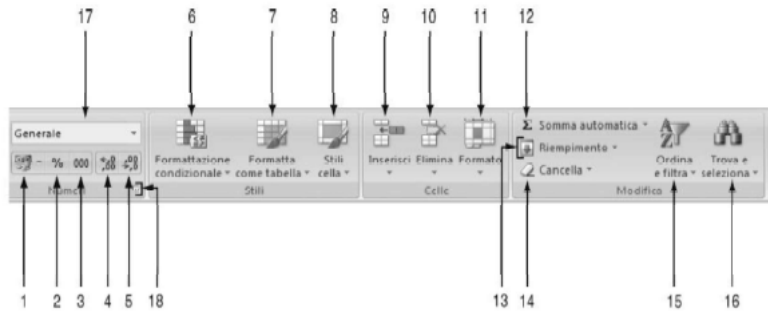 17 6 7 8 9 10 11 12
Generale
% 000
Formattazione condizionale
Formatta come tabella
Stili cella
Inserisci
Elimina
Formato
Σ Somma automatica
Riempimento
Cancella
Ordina e filtra
Trova e seleziona
Numeri
Stili
Celle
Modifica
1 2 3 4 5 18 13 14 15 16